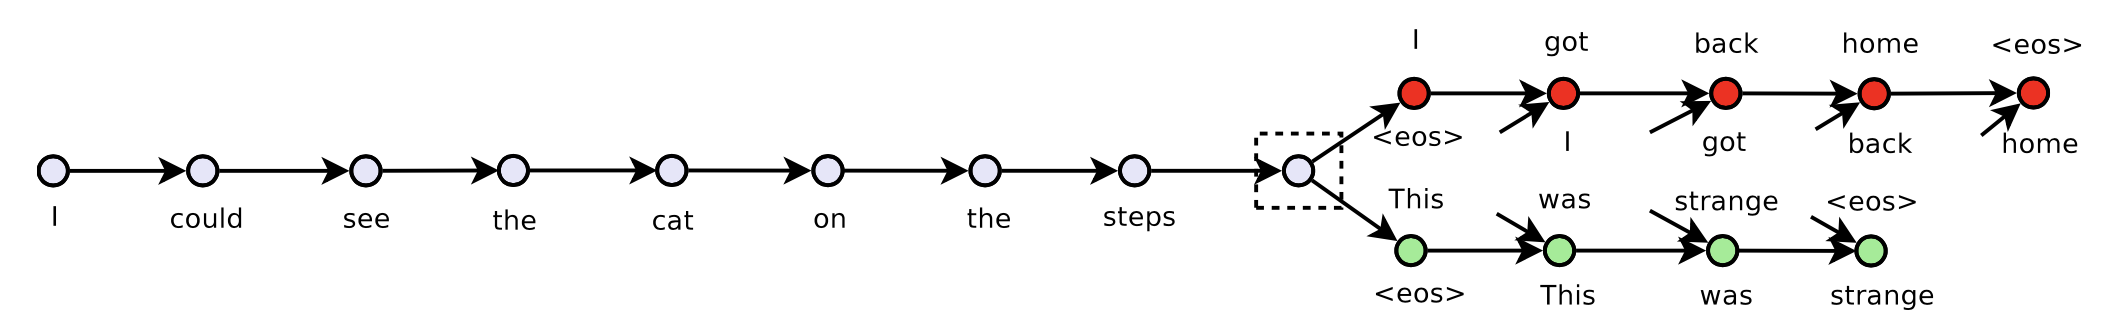 I got back home <eos>
<eos> I got back home
I could see the cat on the steps
This was strange <eos>
<eos> This was strange